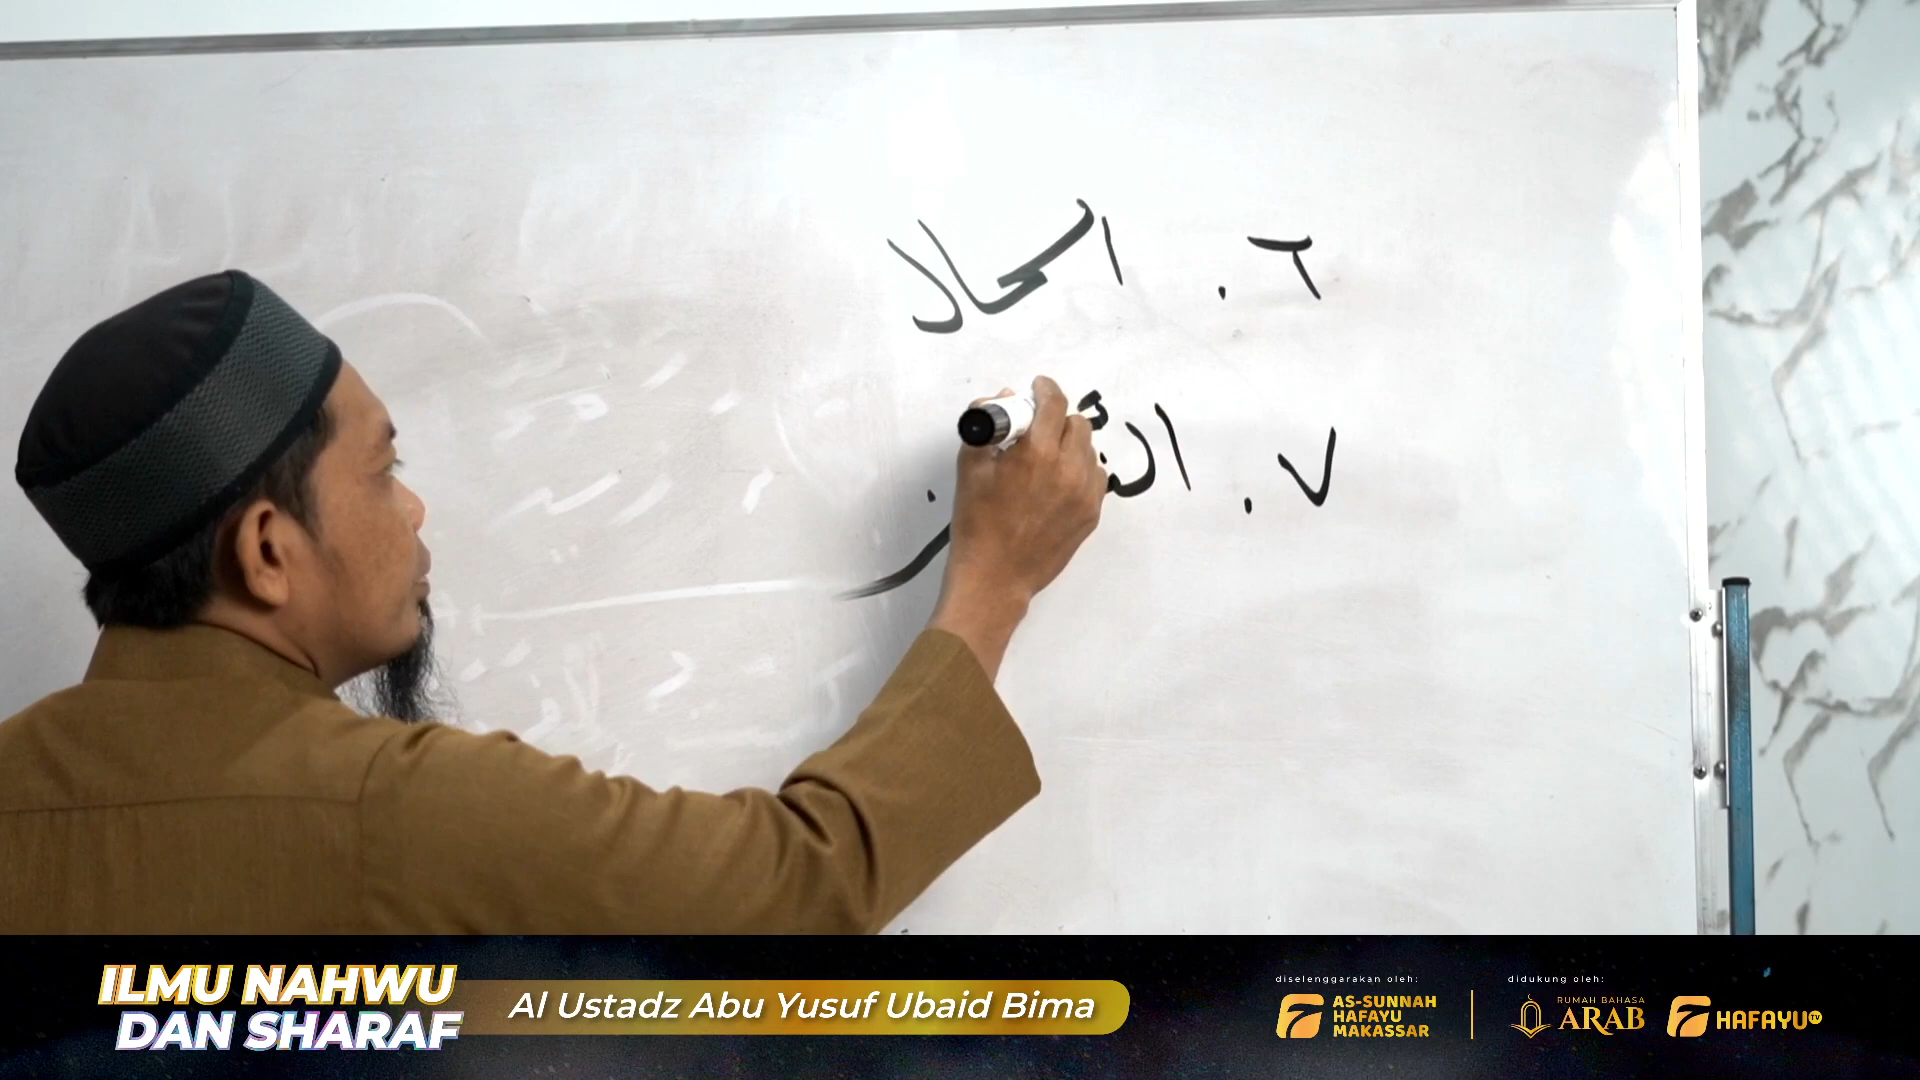 ٦. الحال
٧.
ILMU NAHWU
DAN SHARAF
Al Ustadz Abu Yusuf Ubaid Bima
diselenggarakan oleh:
AS-SUNNAH
HAFAYU
MAKASSAR
didukung oleh:
RUMAH BAHASA
ARAB
HAFAYU TV